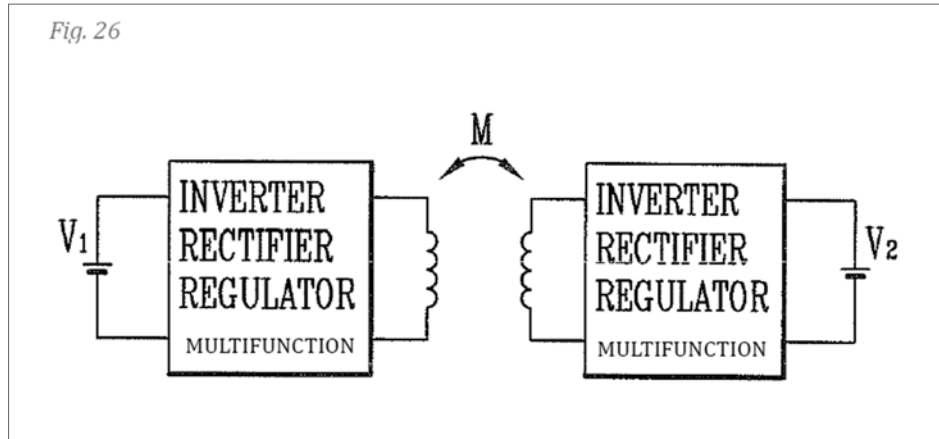 Fig. 26
M
V1
INVERTER
RECTIFIER
REGULATOR
MULTIFUNCTION
INVERTER
RECTIFIER
REGULATOR
MULTIFUNCTION
V2